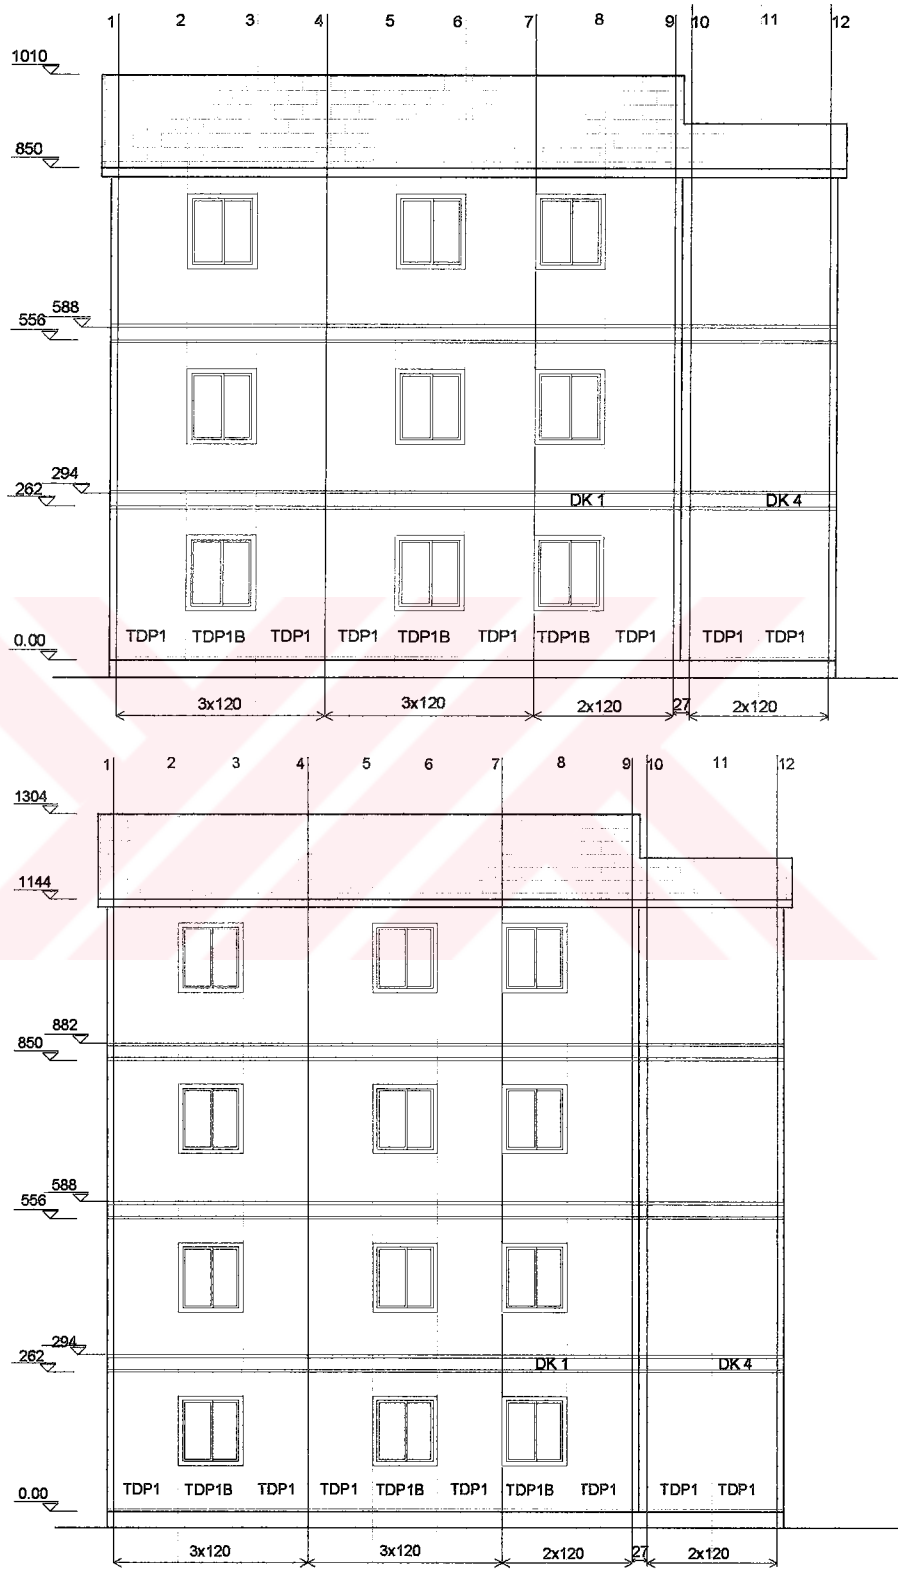 1 2 3 4 5 6 7 8 9 10 11 12
1010
850
588
556
294
262 DK 1 DK 4
TDP1 TDP1B TDP1 TDP1 TDP1B TDP1 TDP1B TDP1 TDP1 TDP1
0.00
3x120 3x120 2x120 27 2x120
1 2 3 4 5 6 7 8 9 10 11 12
1304
1144
882
850
588
556
294
262 DK 1 DK 4
TDP1 TDP1B TDP1 TDP1 TDP1B TDP1 TDP1B TDP1 TDP1 TDP1
0.00
3x120 3x120 2x120 27 2x120